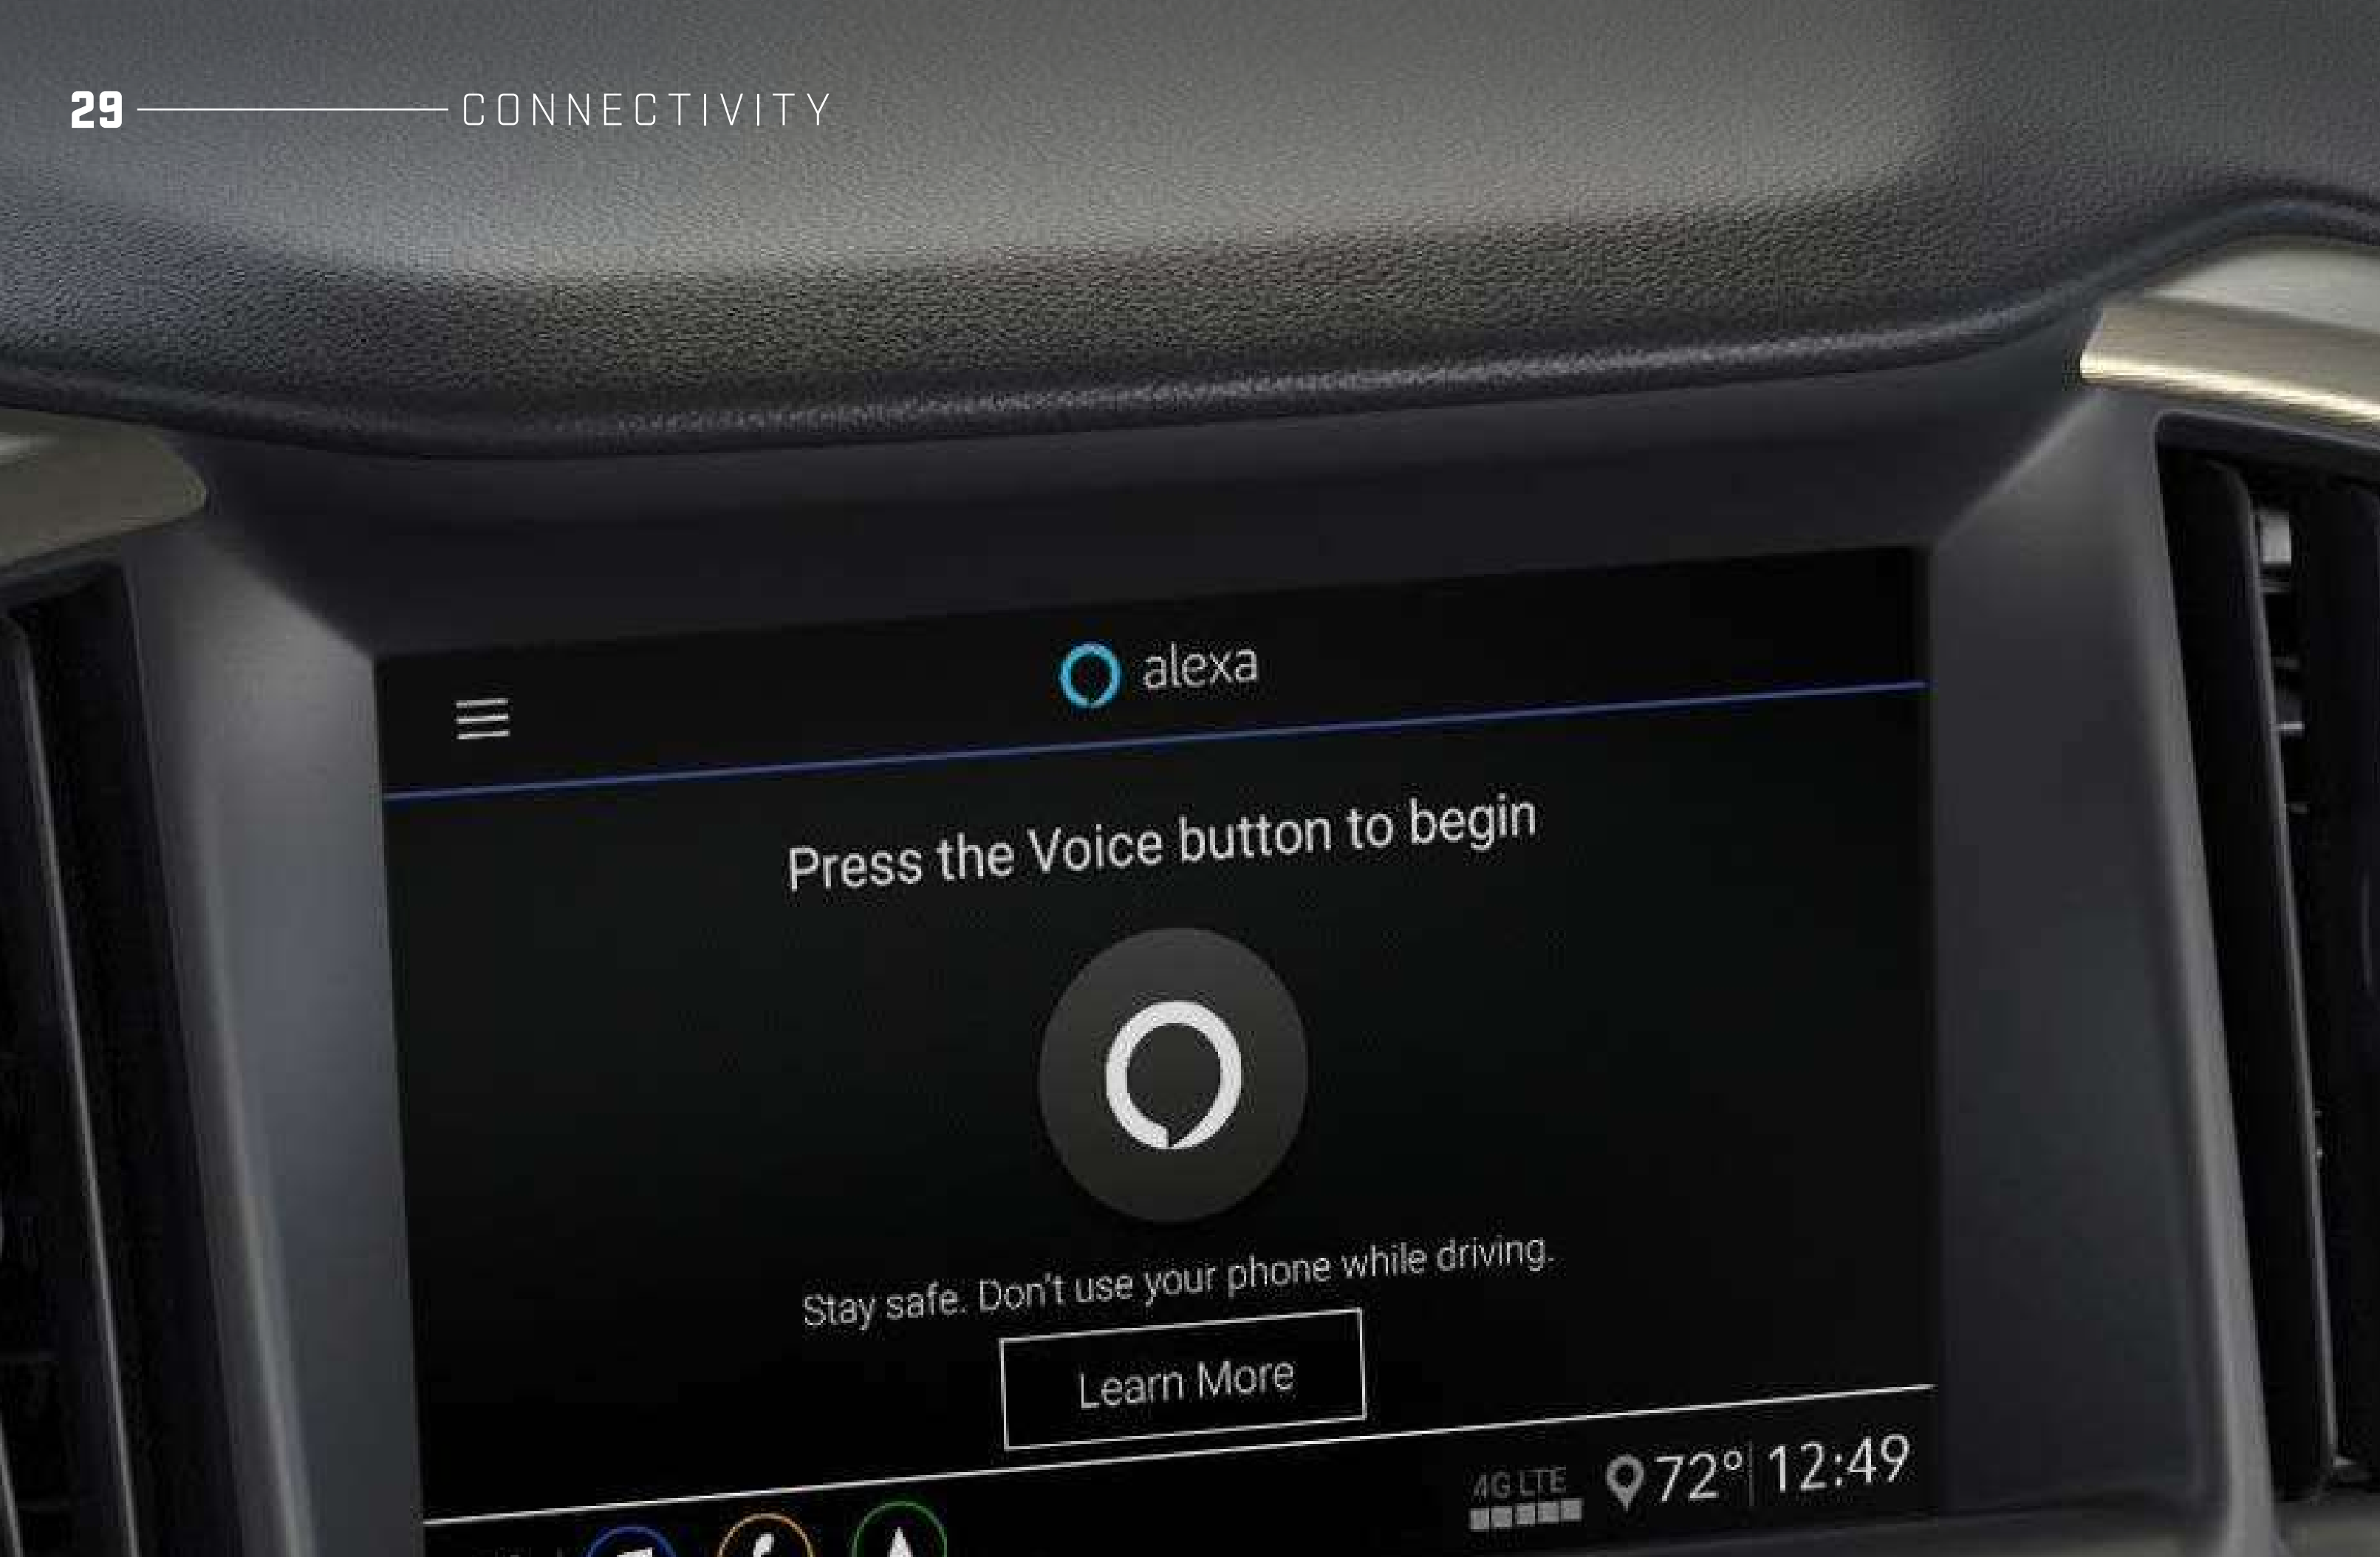 29 CONNECTIVITY
alexa
Press the Voice button to begin
Stay safe. Don't use your phone while driving.
Learn More
4G LTE 72° 12:49